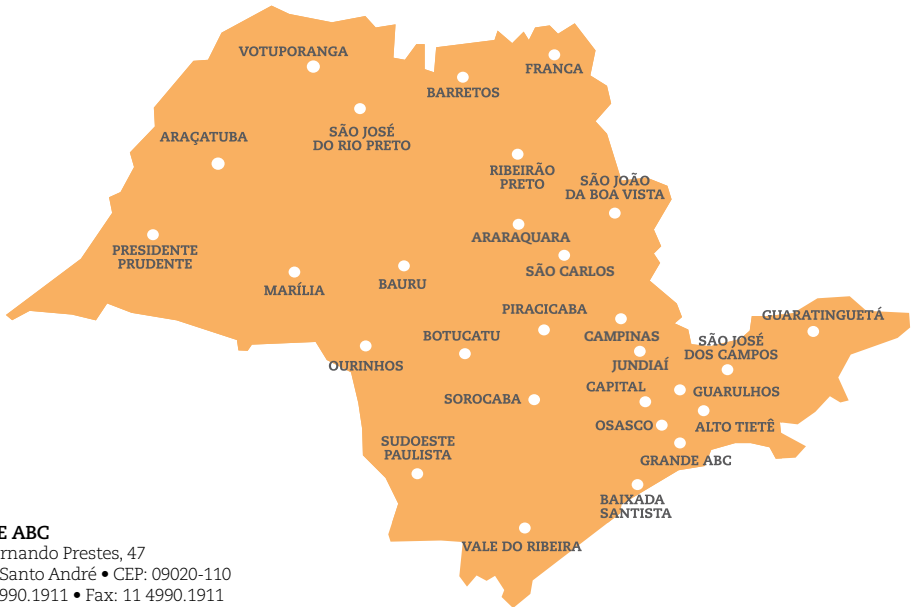 VOTUPORANGA
FRANCA
BARRETOS
SÃO JOSÉ
DO RIO PRETO
ARAÇATUBA
RIBEIRÃO
PRETO
SÃO JOÃO
DA BOA VISTA
ARARAQUARA
PRESIDENTE
PRUDENTE
SÃO CARLOS
MARÍLIA
BAURU
PIRACICABA
GUARATINGUETÁ
BOTUCATU
CAMPINAS
SÃO JOSÉ
DOS CAMPOS
OURINHOS
JUNDIAÍ
CAPITAL
GUARULHOS
SOROCABA
OSASCO
ALTO TIETÊ
SUDOESTE
PAULISTA
GRANDE ABC
BAIXADA
SANTISTA
VALE DO RIBEIRA
E ABC
rnando Prestes, 47
Santo André • CEP: 09020-110
990.1911 • Fax: 11 4990.1911